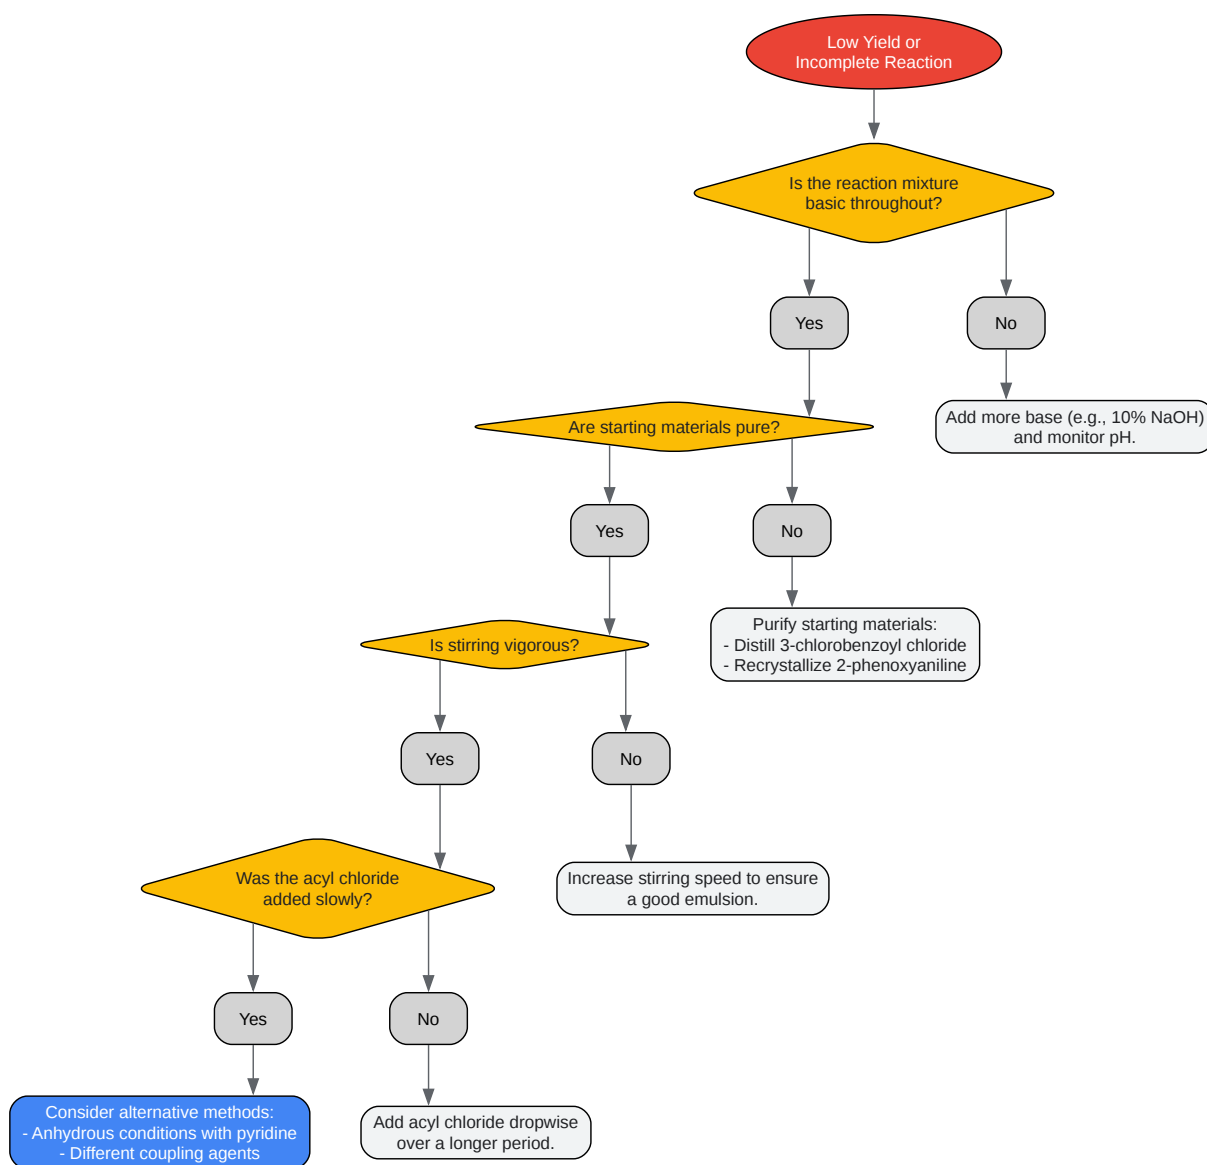 Low Yield or
Incomplete Reaction
Is the reaction mixture
basic throughout?
Yes
No
Add more base (e.g., 10% NaOH)
and monitor pH.
Are starting materials pure?
Yes
No
Purify starting materials:
- Distill 3-chlorobenzoyl chloride
- Recrystallize 2-phenoxyaniline
Is stirring vigorous?
Yes
No
Increase stirring speed to ensure
a good emulsion.
Was the acyl chloride
added slowly?
Yes
No
Consider alternative methods:
- Anhydrous conditions with pyridine
- Different coupling agents
Add acyl chloride dropwise
over a longer period.